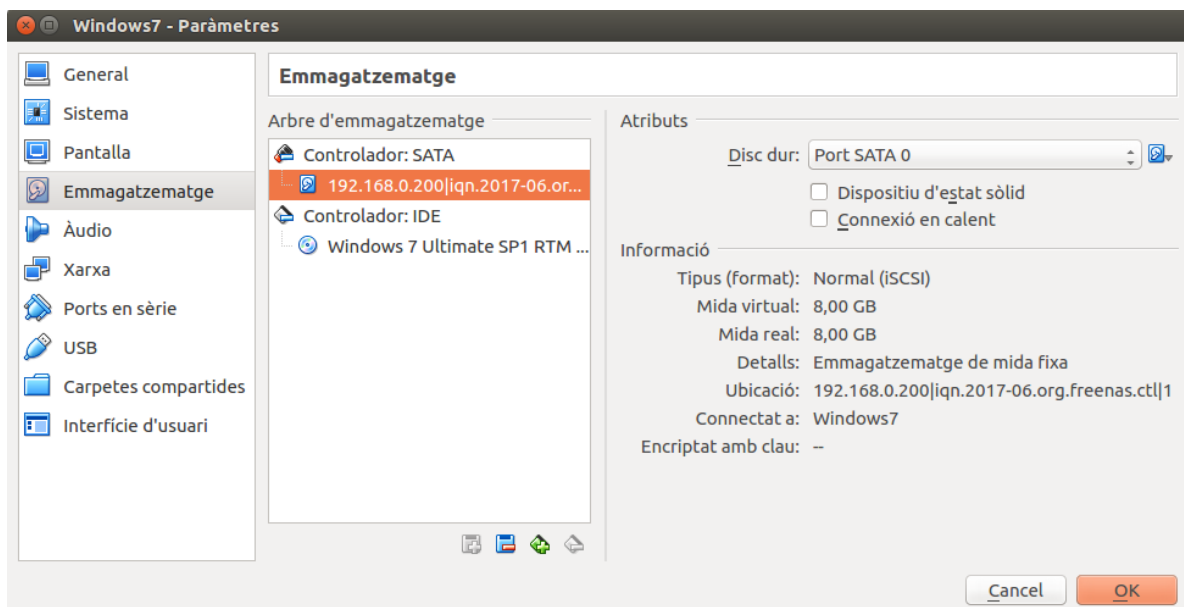 Windows7 - Paràmetres
General
Sistema
Pantalla
Emmagatzematge
Àudio
Xarxa
Ports en sèrie
USB
Carpetes compartides
Interfície d'usuari
Emmagatzematge
Arbre d'emmagatzematge
Controlador: SATA
192.168.0.200|iqn.2017-06.or...
Controlador: IDE
Windows 7 Ultimate SP1 RTM ...
Atributs
Disc dur: Port SATA 0
Dispositiu d'estat sòlid
Connexió en calent
Informació
Tipus (format): Normal (iSCSI)
Mida virtual: 8,00 GB
Mida real: 8,00 GB
Detalls: Emmagatzematge de mida fixa
Ubicació: 192.168.0.200|iqn.2017-06.org.freenas.ctl|1
Connectat a: Windows7
Encriptat amb clau: --
Cancel OK